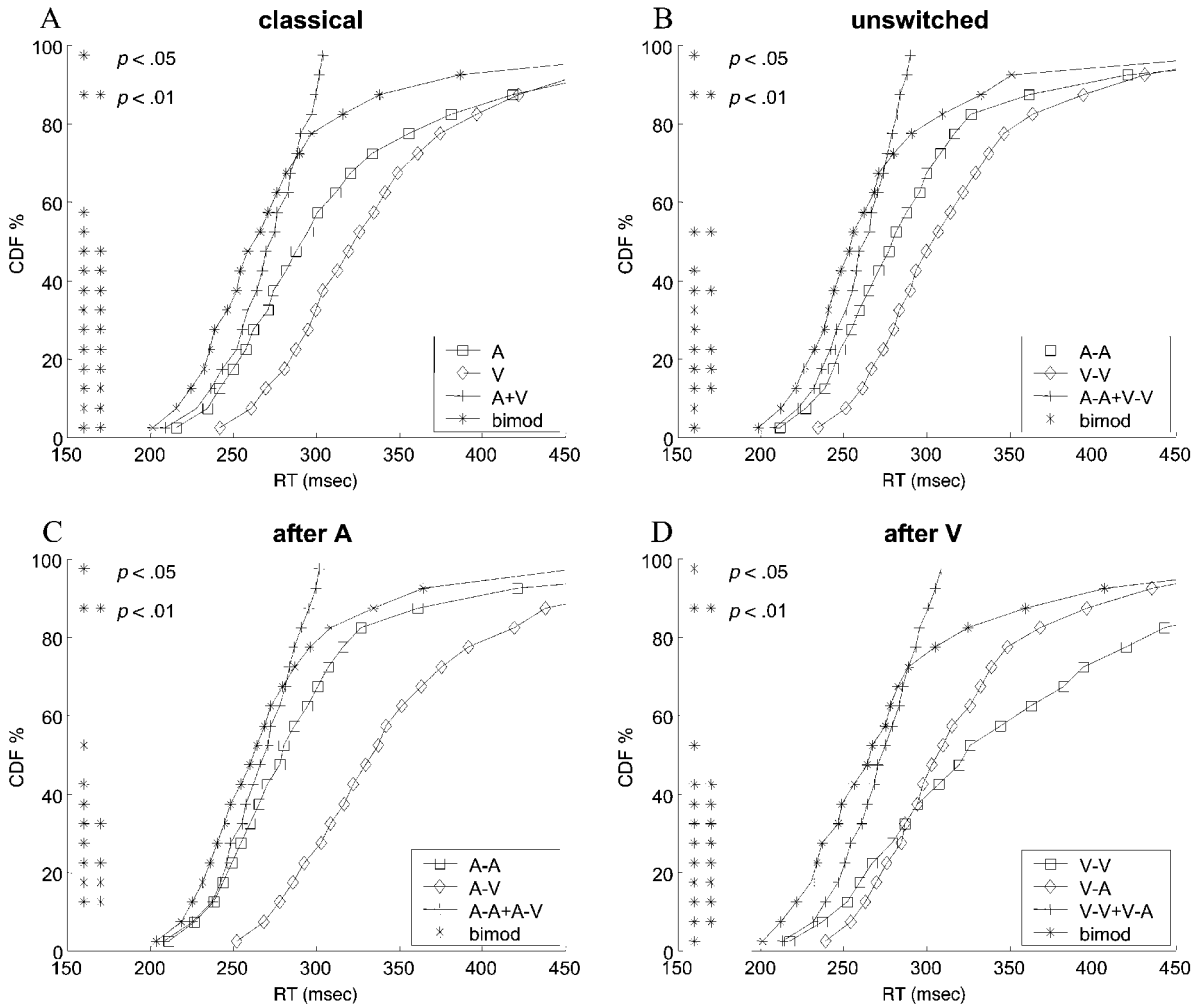 A
classical
100
80
60
40
20
0
CDF %
p < .05
p < .01
A
V
A+V
bimod
150 200 250 300 350 400 450
RT (msec)
B
unswitched
100
80
60
40
20
0
CDF %
p < .05
p < .01
A-A
V-V
A-A+V-V
bimod
150 200 250 300 350 400 450
RT (msec)
C
after A
100
80
60
40
20
0
CDF %
p < .05
p < .01
A-A
A-V
A-A+A-V
bimod
150 200 250 300 350 400 450
RT (msec)
D
after V
100
80
60
40
20
0
CDF %
p < .05
p < .01
V-V
V-A
V-V+V-A
bimod
150 200 250 300 350 400 450
RT (msec)